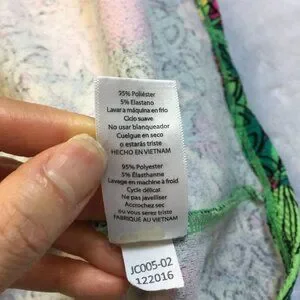 95% Poliéster
5% Elastano
Lavar a máquina en frio
Ciclo suave
No usar blanqueador
Cuelgue en seco
o estarás triste
HECHO EN VIETNAM
95% Polyester
5% Élasthanne
Lavage en machine à froid
Cycle délicat
Ne pas javelliser
Accrochez sec
ou vous serez triste
FABRIQUÉ AU VIETNAM
JC005-02
122016